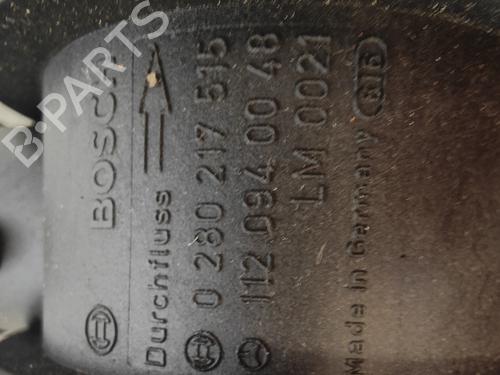 BOSCH
Durchfluss
0 280 217 515
112 094 00 48
LM 0021
Made in Germany
B-Parts